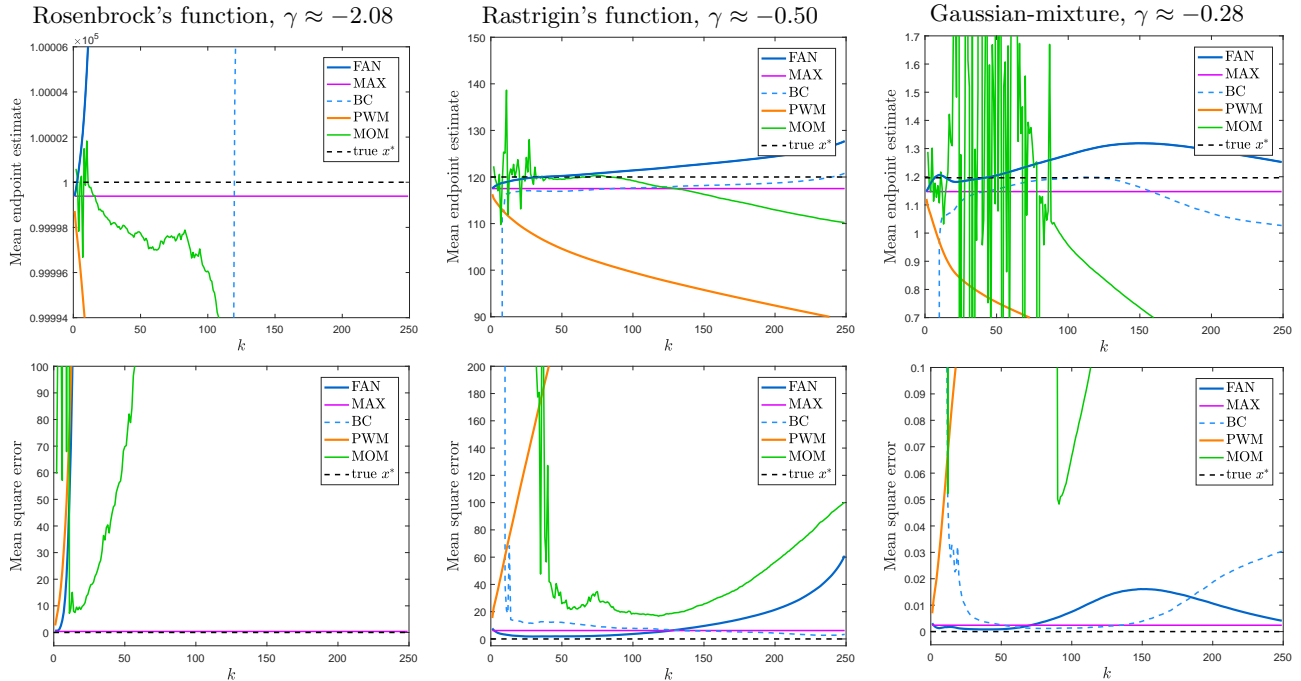 Rosenbrock's function, γ ≈ −2.08
×10⁵
1.00006
1.00004
1.00002
1
0.99998
0.99996
0.99994
0 50 100 150 200 250
k
Mean endpoint estimate
FAN
MAX
BC
PWM
MOM
true x*
Rastrigin's function, γ ≈ −0.50
150
140
130
120
110
100
90
0 50 100 150 200 250
k
Mean endpoint estimate
FAN
MAX
BC
PWM
MOM
true x*
Gaussian-mixture, γ ≈ −0.28
1.7
1.6
1.5
1.4
1.3
1.2
1.1
1
0.9
0.8
0.7
0 50 100 150 200 250
k
Mean endpoint estimate
FAN
MAX
BC
PWM
MOM
true x*
100
90
80
70
60
50
40
30
20
10
0
0 50 100 150 200 250
k
Mean square error
FAN
MAX
BC
PWM
MOM
true x*
200
180
160
140
120
100
80
60
40
20
0
0 50 100 150 200 250
k
Mean square error
FAN
MAX
BC
PWM
MOM
true x*
0.1
0.09
0.08
0.07
0.06
0.05
0.04
0.03
0.02
0.01
0
0 50 100 150 200 250
k
Mean square error
FAN
MAX
BC
PWM
MOM
true x*